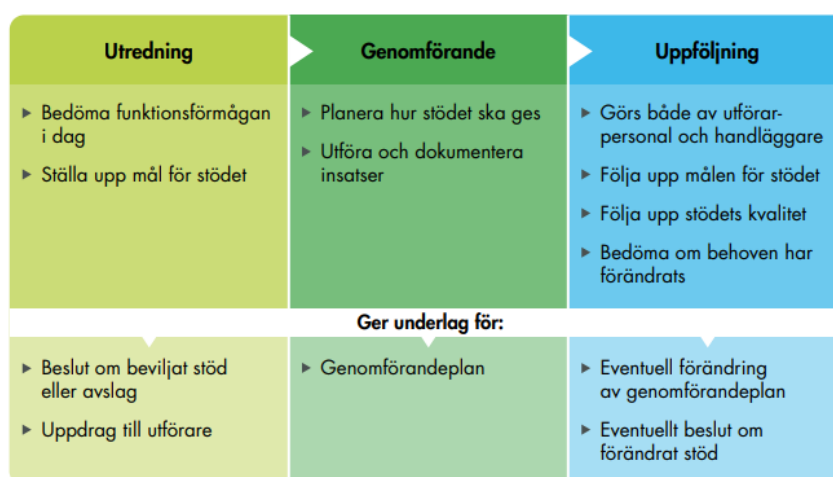 Utredning
Genomförande
Uppföljning
▶ Bedöma funktionsförmågan
i dag
▶ Ställa upp mål för stödet
▶ Planera hur stödet ska ges
▶ Utföra och dokumentera
insatser
▶ Görs både av utförar-
personal och handläggare
▶ Följa upp målen för stödet
▶ Följa upp stödets kvalitet
▶ Bedöma om behoven har
förändrats
Ger underlag för:
▶ Beslut om beviljat stöd
eller avslag
▶ Uppdrag till utförare
▶ Genomförandeplan
▶ Eventuell förändring
av genomförandeplan
▶ Eventuellt beslut om
förändrat stöd